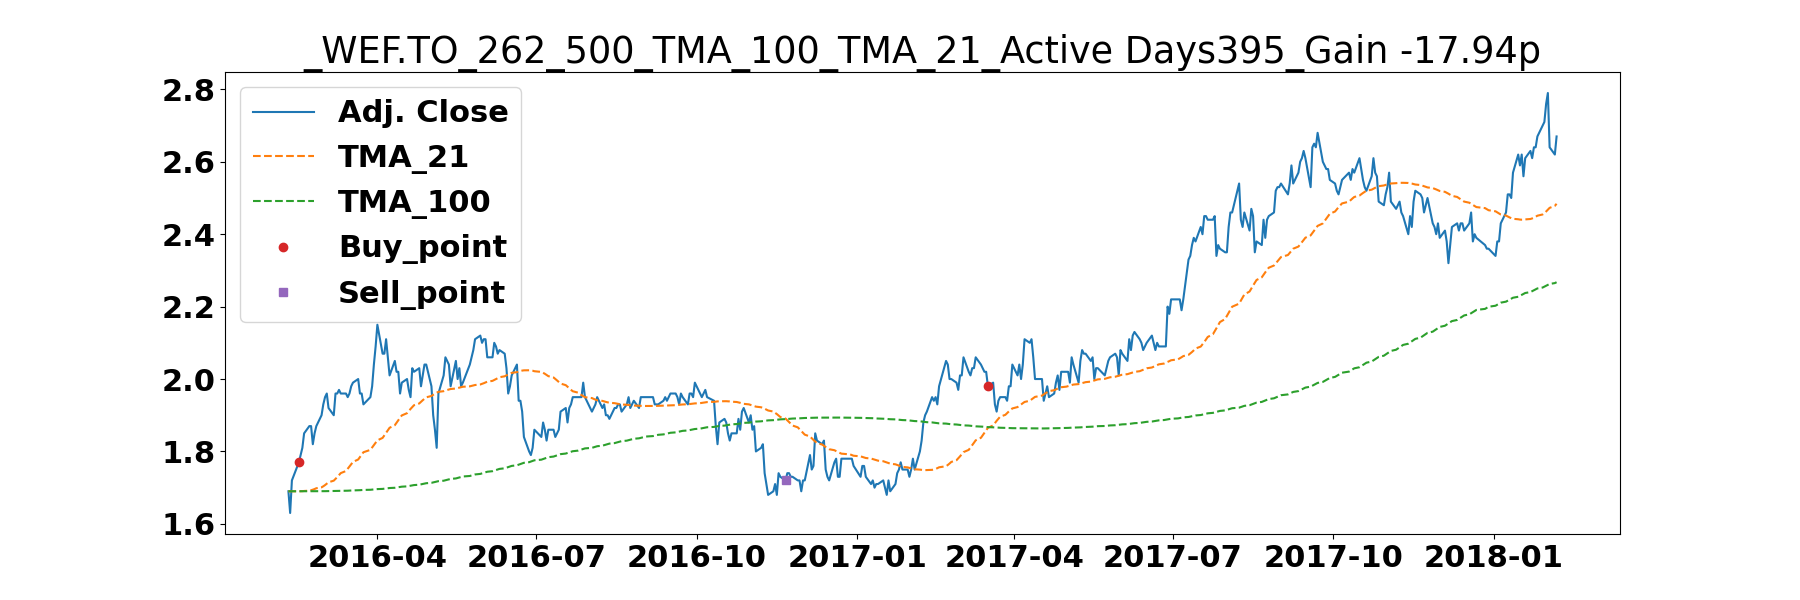 _WEF.TO_262_500_TMA_100_TMA_21_Active Days395_Gain -17.94p
2.8
2.6
2.4
2.2
2.0
1.8
1.6
Adj. Close
TMA_21
TMA_100
Buy_point
Sell_point
2016-04 2016-07 2016-10 2017-01 2017-04 2017-07 2017-10 2018-01